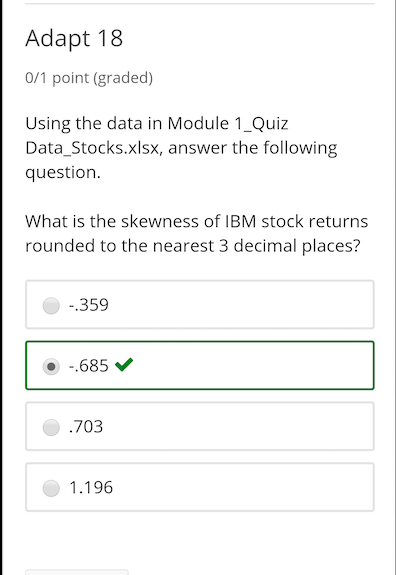 Adapt 18
0/1 point (graded)
Using the data in Module 1_Quiz
Data_Stocks.xlsx, answer the following
question.
What is the skewness of IBM stock returns
rounded to the nearest 3 decimal places?
-.359
-.685
.703
1.196